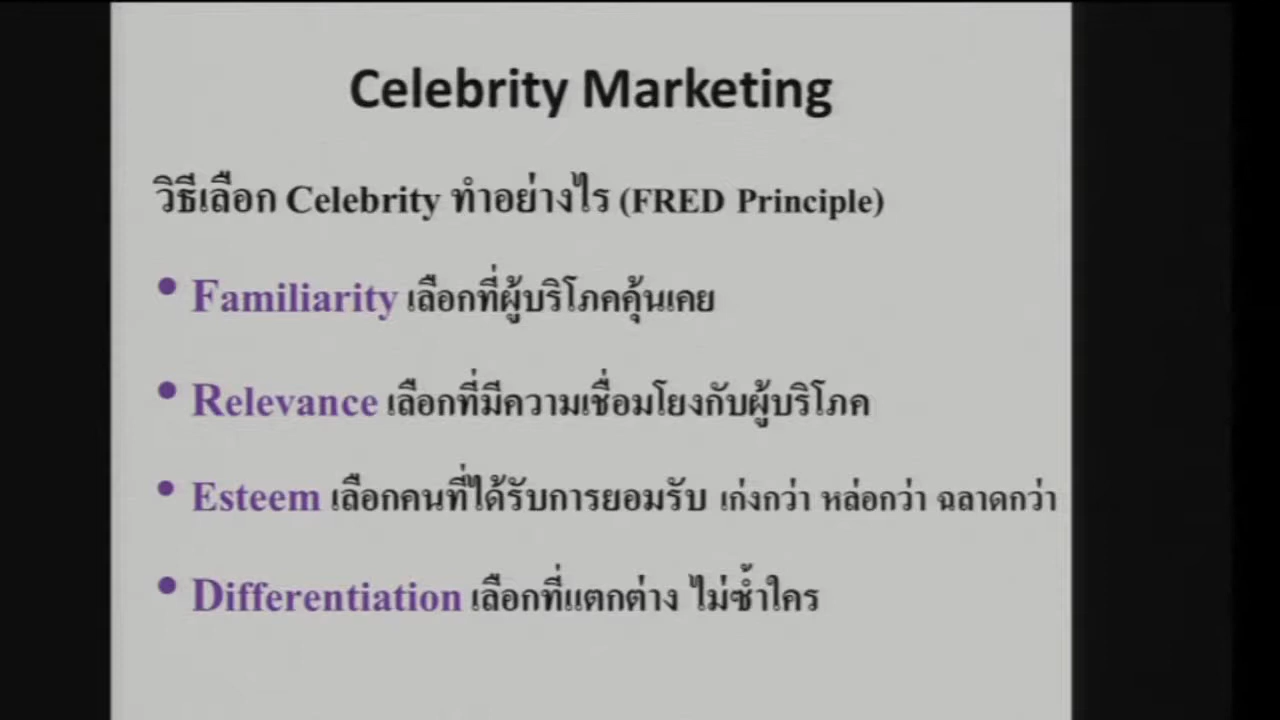 Celebrity Marketing
วิธีเลือก Celebrity ทำอย่างไร (FRED Principle)
• Familiarity เลือกที่ผู้บริโภคคุ้นเคย
• Relevance เลือกที่มีความเชื่อมโยงกับผู้บริโภค
• Esteem เลือกคนที่ได้รับการยอมรับ เก่งกว่า หล่อกว่า ฉลาดกว่า
• Differentiation เลือกที่แตกต่าง ไม่ซ้ำใคร